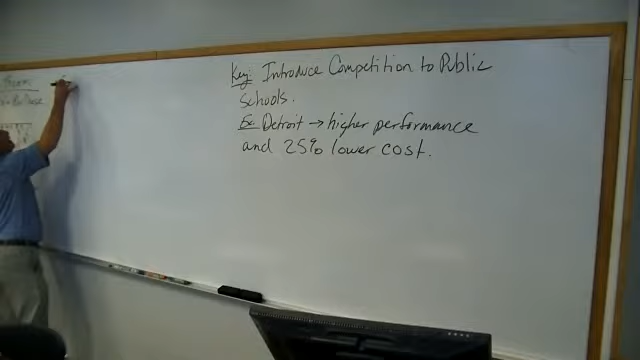 Key: Introduce Competition to Public
Schools.
Ex: Detroit → higher performance
and 25% lower cost.